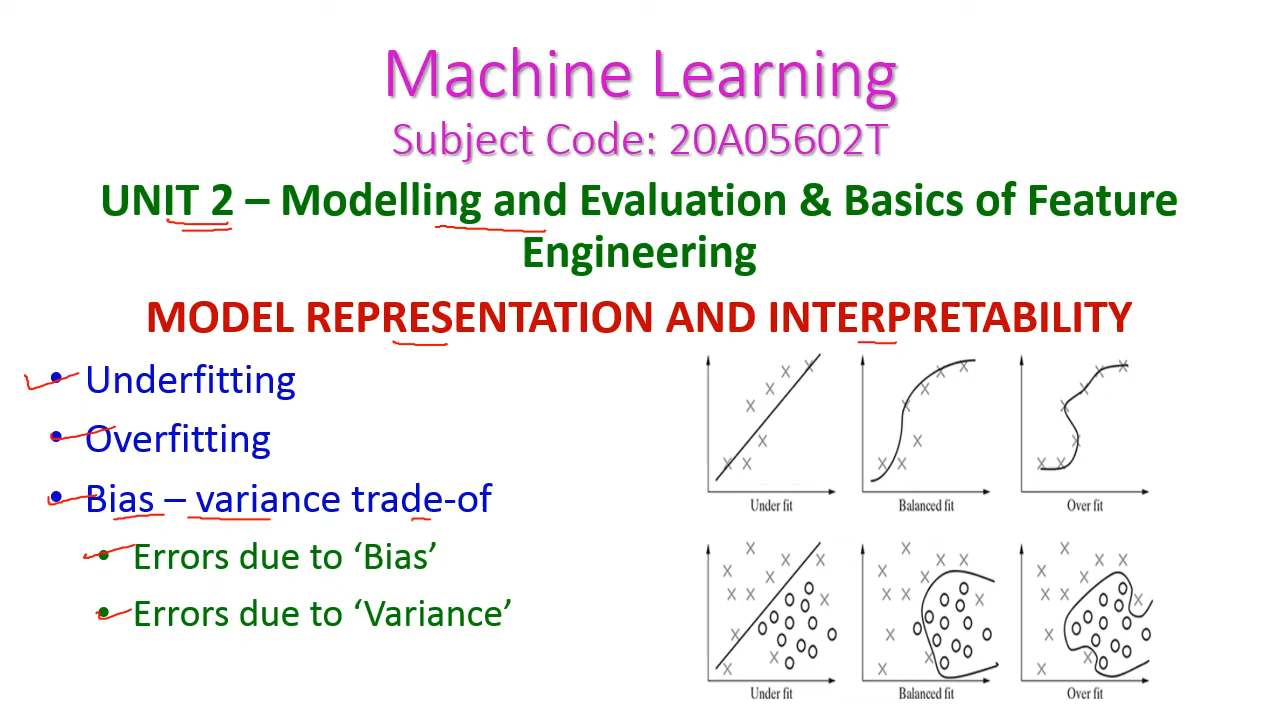 Machine Learning
Subject Code: 20A05602T
UNIT 2 – Modelling and Evaluation & Basics of Feature
Engineering
MODEL REPRESENTATION AND INTERPRETABILITY
• Underfitting
• Overfitting
• Bias – variance trade-of
• Errors due to ‘Bias’
• Errors due to ‘Variance’
Under fit
Balanced fit
Over fit
Under fit
Balanced fit
Over fit